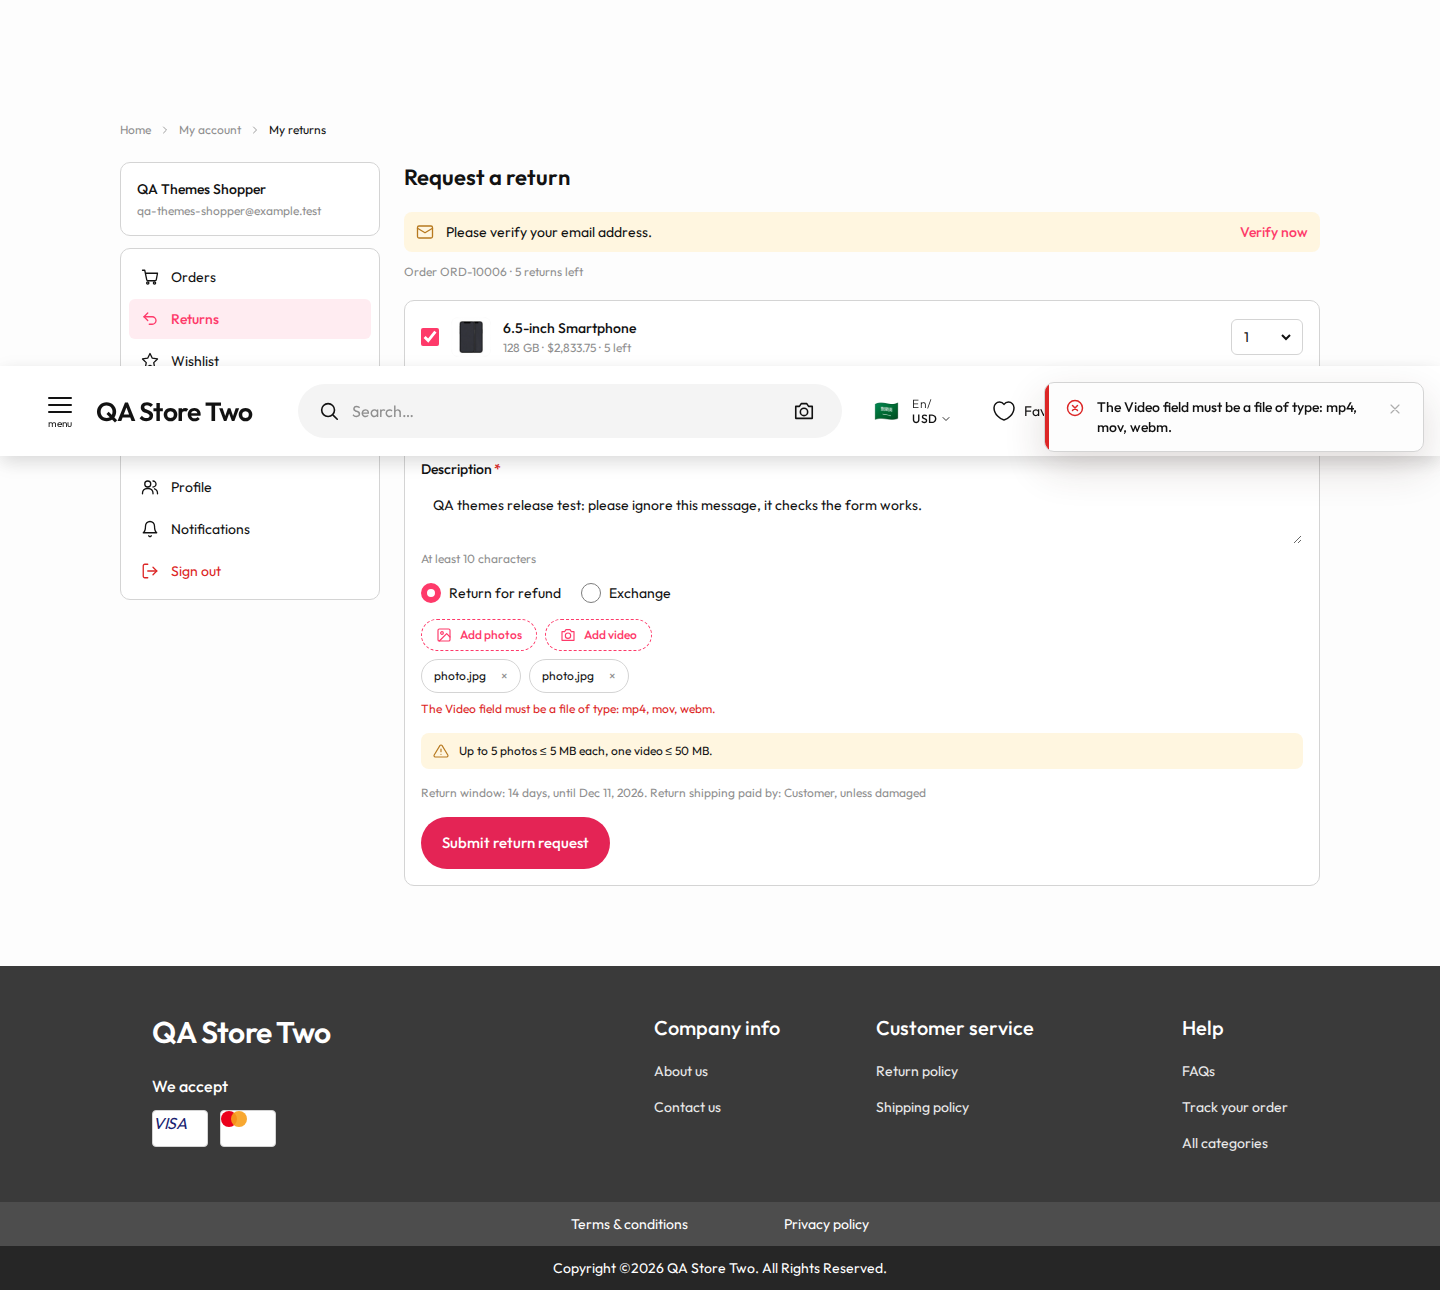 Home > My account > My returns
QA Themes Shopper
qa-themes-shopper@example.test
Orders
Returns
Wishlist
Profile
Notifications
Sign out
Request a return
Please verify your email address.
Verify now
Order ORD-10006 · 5 returns left
6.5-inch Smartphone
128 GB · $2,833.75 · 5 left
1
menu
QA Store Two
Search...
En/
USD
Fav
The Video field must be a file of type: mp4,
mov, webm.
Description *
QA themes release test: please ignore this message, it checks the form works.
At least 10 characters
Return for refund
Exchange
Add photos
Add video
photo.jpg ×
photo.jpg ×
The Video field must be a file of type: mp4, mov, webm.
Up to 5 photos ≤ 5 MB each, one video ≤ 50 MB.
Return window: 14 days, until Dec 11, 2026. Return shipping paid by: Customer, unless damaged
Submit return request
QA Store Two
We accept
VISA
Company info
About us
Contact us
Customer service
Return policy
Shipping policy
Help
FAQs
Track your order
All categories
Terms & conditions
Privacy policy
Copyright ©2026 QA Store Two. All Rights Reserved.